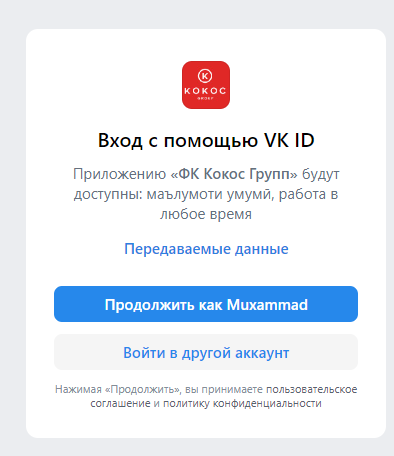 КОКОС
GROUP
Вход с помощью VK ID
Приложению «ФК Кокос Групп» будут
доступны: маълумоти умумӣ, работа в
любое время
Передаваемые данные
Продолжить как Muxammad
Войти в другой аккаунт
Нажимая «Продолжить», вы принимаете пользовательское
соглашение и политику конфиденциальности